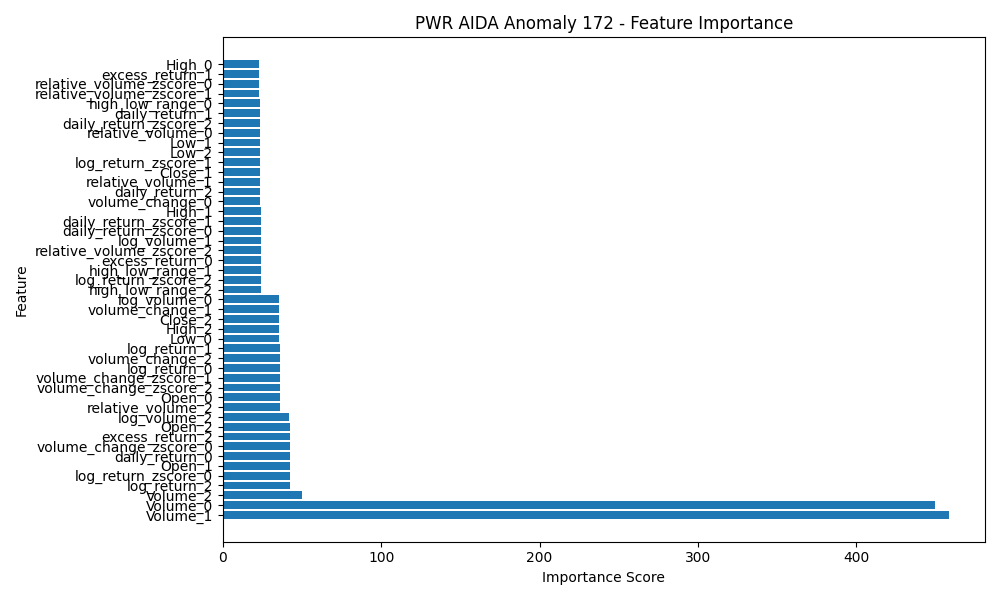 PWR AIDA Anomaly 172 - Feature Importance
High_0
excess_return_1
relative_volume_zscore_0
relative_volume_zscore_1
high_low_range_0
daily_return_1
daily_return_zscore_2
relative_volume_0
Low_1
Low_2
log_return_zscore_1
Close_1
relative_volume_1
daily_return_2
volume_change_0
High_1
daily_return_zscore_1
daily_return_zscore_0
log_volume_1
relative_volume_zscore_2
excess_return_0
high_low_range_1
log_return_zscore_2
high_low_range_2
log_volume_0
volume_change_1
Close_2
High_2
Low_0
log_return_1
volume_change_2
log_return_0
volume_change_zscore_1
volume_change_zscore_2
Open_0
relative_volume_2
log_volume_2
Open_2
excess_return_2
volume_change_zscore_0
daily_return_0
Open_1
log_return_zscore_0
log_return_2
Volume_2
Volume_0
Volume_1
Feature
0 100 200 300 400
Importance Score